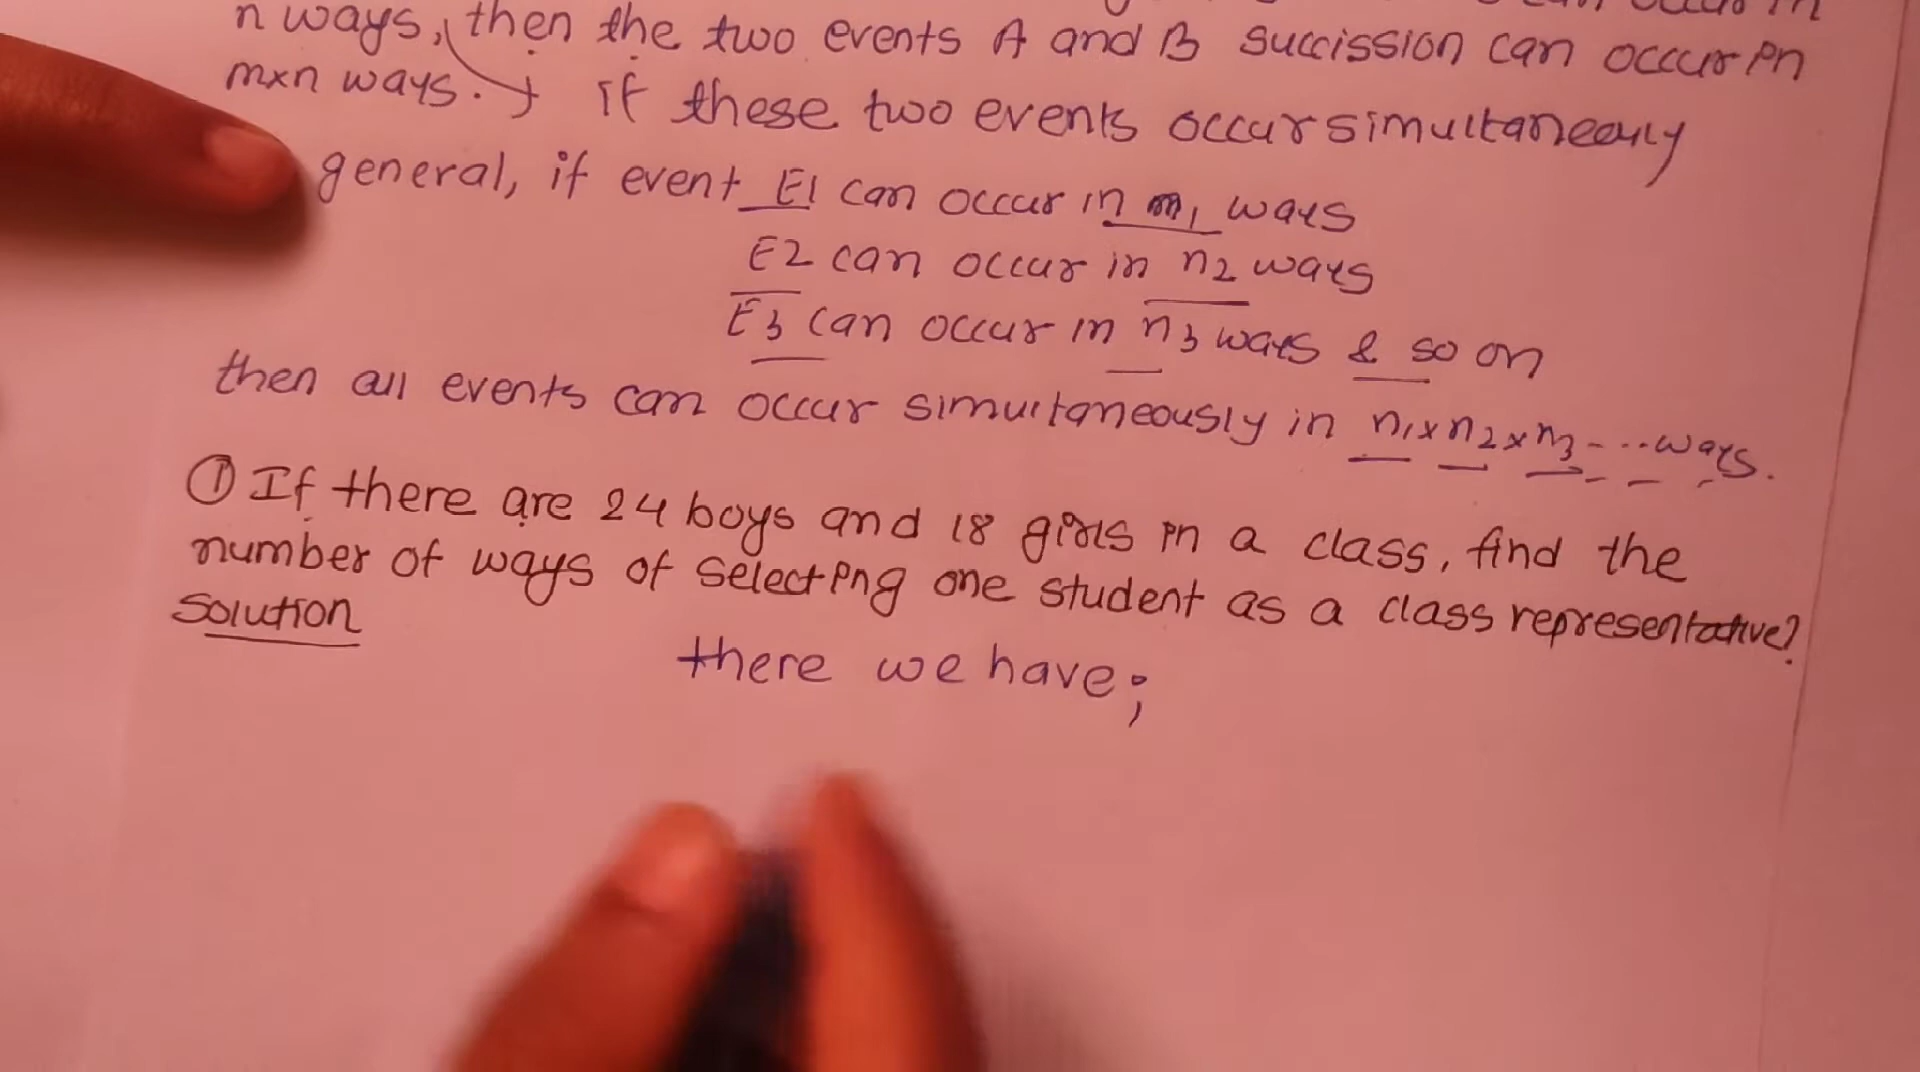 n ways, then the two events A and B succission can occur in
mxn ways. → if these two events occur simultaneouly
general, if event E1 can occur in m1 ways
E2 can occur in n2 ways
E3 can occur in n3 ways & so on
then all events can occur simultaneously in n1 x n2 x n3 - ... ways.
① If there are 24 boys and 18 girls in a class, find the
number of ways of selecting one student as a class representative?
Solution
there we have;